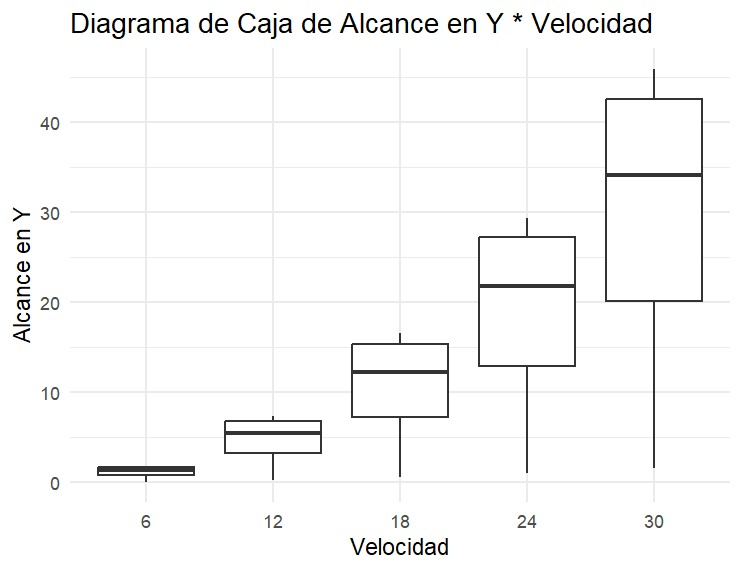 Diagrama de Caja de Alcance en Y * Velocidad
Alcance en Y
40
30
20
10
0
6 12 18 24 30
Velocidad